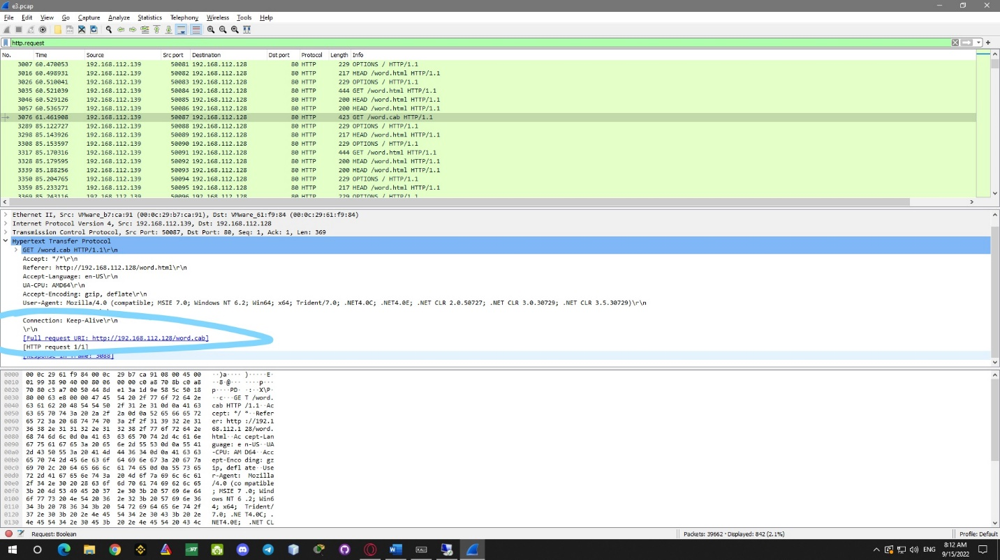 e3.pcap
File Edit View Go Capture Analyze Statistics Telephony Wireless Tools Help
http.request
No. Time Source Src port Destination Dst port Protocol Length Info
3007 60.470053 192.168.112.139 50081 192.168.112.128 80 HTTP 229 OPTIONS / HTTP/1.1
3016 60.498931 192.168.112.139 50082 192.168.112.128 80 HTTP 217 HEAD /word.html HTTP/1.1
3026 60.510041 192.168.112.139 50083 192.168.112.128 80 HTTP 229 OPTIONS / HTTP/1.1
3035 60.521039 192.168.112.139 50084 192.168.112.128 80 HTTP 444 GET /word.html HTTP/1.1
3046 60.529126 192.168.112.139 50085 192.168.112.128 80 HTTP 200 HEAD /word.html HTTP/1.1
3057 60.536577 192.168.112.139 50086 192.168.112.128 80 HTTP 200 HEAD /word.html HTTP/1.1
3076 61.461908 192.168.112.139 50087 192.168.112.128 80 HTTP 423 GET /word.cab HTTP/1.1
3289 85.122727 192.168.112.139 50088 192.168.112.128 80 HTTP 229 OPTIONS / HTTP/1.1
3298 85.143926 192.168.112.139 50089 192.168.112.128 80 HTTP 217 HEAD /word.html HTTP/1.1
3308 85.153597 192.168.112.139 50090 192.168.112.128 80 HTTP 229 OPTIONS / HTTP/1.1
3317 85.170316 192.168.112.139 50091 192.168.112.128 80 HTTP 444 GET /word.html HTTP/1.1
3328 85.179595 192.168.112.139 50092 192.168.112.128 80 HTTP 200 HEAD /word.html HTTP/1.1
3339 85.188256 192.168.112.139 50093 192.168.112.128 80 HTTP 200 HEAD /word.html HTTP/1.1
3350 85.204765 192.168.112.139 50094 192.168.112.128 80 HTTP 229 OPTIONS / HTTP/1.1
3359 85.233271 192.168.112.139 50095 192.168.112.128 80 HTTP 217 HEAD /word.html HTTP/1.1
3369 85.243116 192.168.112.139 50096 192.168.112.128 80 HTTP 229 OPTIONS / HTTP/1.1
Ethernet II, Src: VMware_b7:ca:91 (00:0c:29:b7:ca:91), Dst: VMware_61:f9:84 (00:0c:29:61:f9:84)
Internet Protocol Version 4, Src: 192.168.112.139, Dst: 192.168.112.128
Transmission Control Protocol, Src Port: 50087, Dst Port: 80, Seq: 1, Ack: 1, Len: 369
Hypertext Transfer Protocol
GET /word.cab HTTP/1.1\r\n
Accept: */*\r\n
Referer: http://192.168.112.128/word.html\r\n
Accept-Language: en-US\r\n
UA-CPU: AMD64\r\n
Accept-Encoding: gzip, deflate\r\n
User-Agent: Mozilla/4.0 (compatible; MSIE 7.0; Windows NT 6.2; Win64; x64; Trident/7.0; .NET4.0C; .NET4.0E; .NET CLR 2.0.50727; .NET CLR 3.0.30729; .NET CLR 3.5.30729)\r\n
Connection: Keep-Alive\r\n
\r\n
[Full request URI: http://192.168.112.128/word.cab]
[HTTP request 1/1]
[Response in frame: 3088]
0000 00 0c 29 61 f9 84 00 0c 29 b7 ca 91 08 00 45 00 ··)a···· )·····E·
0010 01 99 38 90 40 00 80 06 00 00 c0 a8 70 8b c0 a8 ··8·@··· ····p···
0020 70 80 c3 a7 00 50 44 8d e1 3a 1d 9e 58 5c 50 18 p····PD· ·:··X\P·
0030 80 00 63 e8 00 00 47 45 54 20 2f 77 6f 72 64 2e ··c···GE T /word.
0040 63 61 62 20 48 54 54 50 2f 31 2e 31 0d 0a 41 63 cab HTTP /1.1··Ac
0050 63 65 70 74 3a 20 2a 2f 2a 0d 0a 52 65 66 65 72 cept: */ *··Refer
0060 65 72 3a 20 68 74 74 70 3a 2f 2f 31 39 32 2e 31 er: http ://192.1
0070 36 38 2e 31 31 32 2e 31 32 38 2f 77 6f 72 64 2e 68.112.1 28/word.
0080 68 74 6d 6c 0d 0a 41 63 63 65 70 74 2d 4c 61 6e html··Ac cept-Lan
0090 67 75 61 67 65 3a 20 65 6e 2d 55 53 0d 0a 55 41 guage: e n-US··UA
00a0 2d 43 50 55 3a 20 41 4d 44 36 34 0d 0a 41 63 63 -CPU: AM D64··Acc
00b0 65 70 74 2d 45 6e 63 6f 64 69 6e 67 3a 20 67 7a ept-Enco ding: gz
00c0 69 70 2c 20 64 65 66 6c 61 74 65 0d 0a 55 73 65 ip, defl ate··Use
00d0 72 2d 41 67 65 6e 74 3a 20 4d 6f 7a 69 6c 6c 61 r-Agent: Mozilla
00e0 2f 34 2e 30 20 28 63 6f 6d 70 61 74 69 62 6c 65 /4.0 (co mpatible
00f0 3b 20 4d 53 49 45 20 37 2e 30 3b 20 57 69 6e 64 ; MSIE 7 .0; Wind
0100 6f 77 73 20 4e 54 20 36 2e 32 3b 20 57 69 6e 36 ows NT 6 .2; Win6
0110 34 3b 20 78 36 34 3b 20 54 72 69 64 65 6e 74 2f 4; x64; Trident/
0120 37 2e 30 3b 20 2e 4e 45 54 34 2e 30 43 3b 20 2e 7.0; .NE T4.0C; .
0130 4e 45 54 34 2e 30 45 3b 20 2e 4e 45 54 20 43 4c NET4.0E; .NET CL
Request: Boolean
Packets: 39662 · Displayed: 842 (2.1%)
Profile: Default
KALI
ENG
8:12 AM
9/15/2022